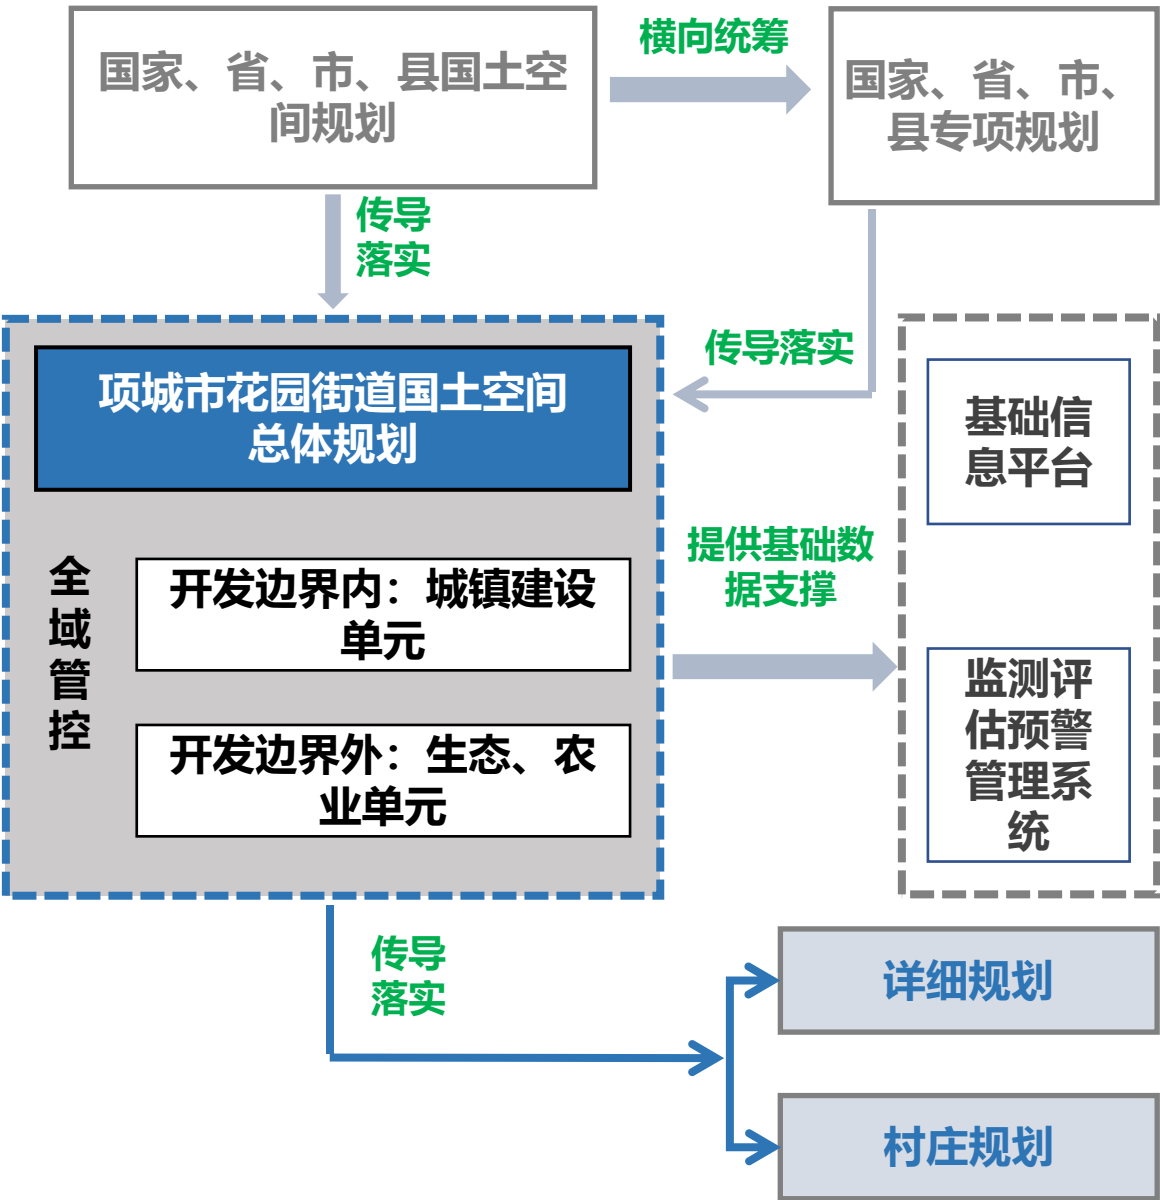 国家、省、市、县国土空
间规划
横向统筹
国家、省、市、
县专项规划
传导
落实
传导落实
项城市花园街道国土空间
总体规划
全
域
管
控
开发边界内：城镇建设
单元
开发边界外：生态、农
业单元
提供基础数
据支撑
基础信
息平台
监测评
估预警
管理系
统
传导
落实
详细规划
村庄规划